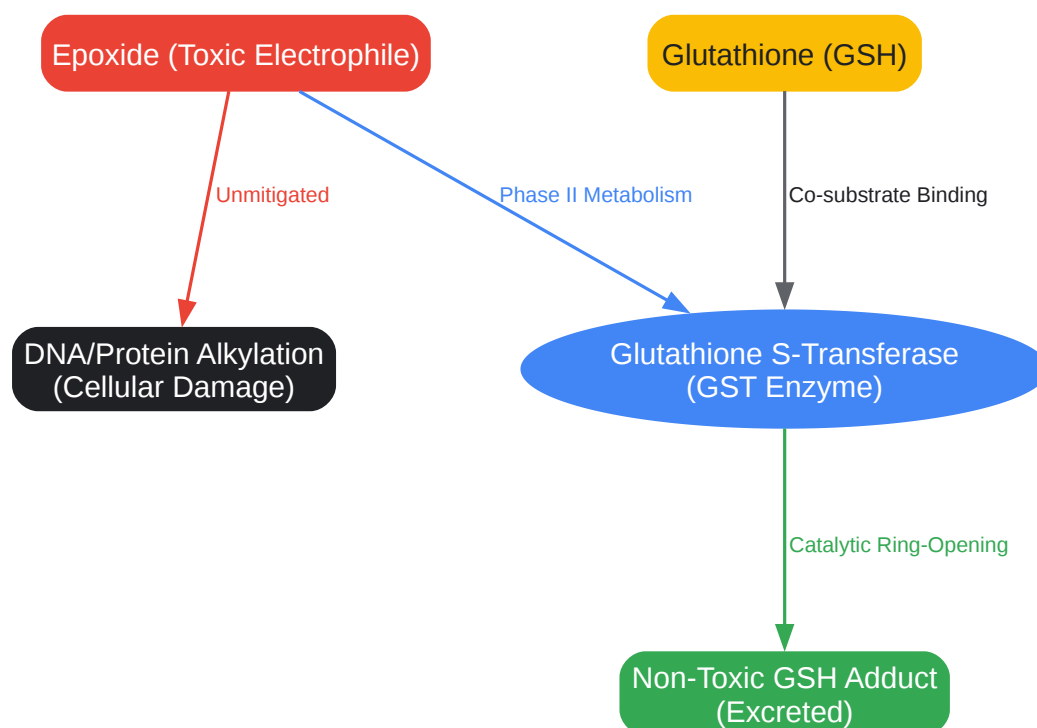 Epoxide (Toxic Electrophile)
Glutathione (GSH)
Unmitigated
Phase II Metabolism
Co-substrate Binding
DNA/Protein Alkylation
(Cellular Damage)
Glutathione S-Transferase
(GST Enzyme)
Catalytic Ring-Opening
Non-Toxic GSH Adduct
(Excreted)